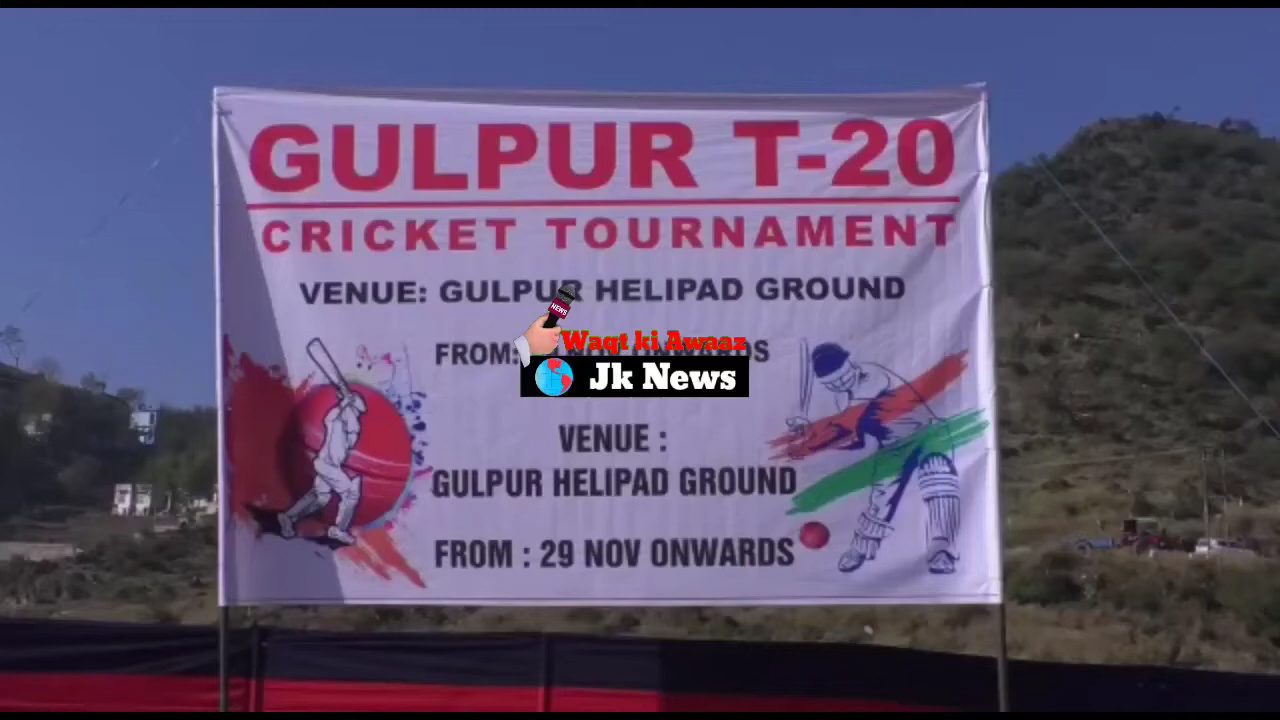 GULPUR T-20
CRICKET TOURNAMENT
VENUE: GULPUR HELIPAD GROUND
NEWS
FROM:
Waqt ki Awaaz
Jk News
VENUE :
GULPUR HELIPAD GROUND
FROM : 29 NOV ONWARDS